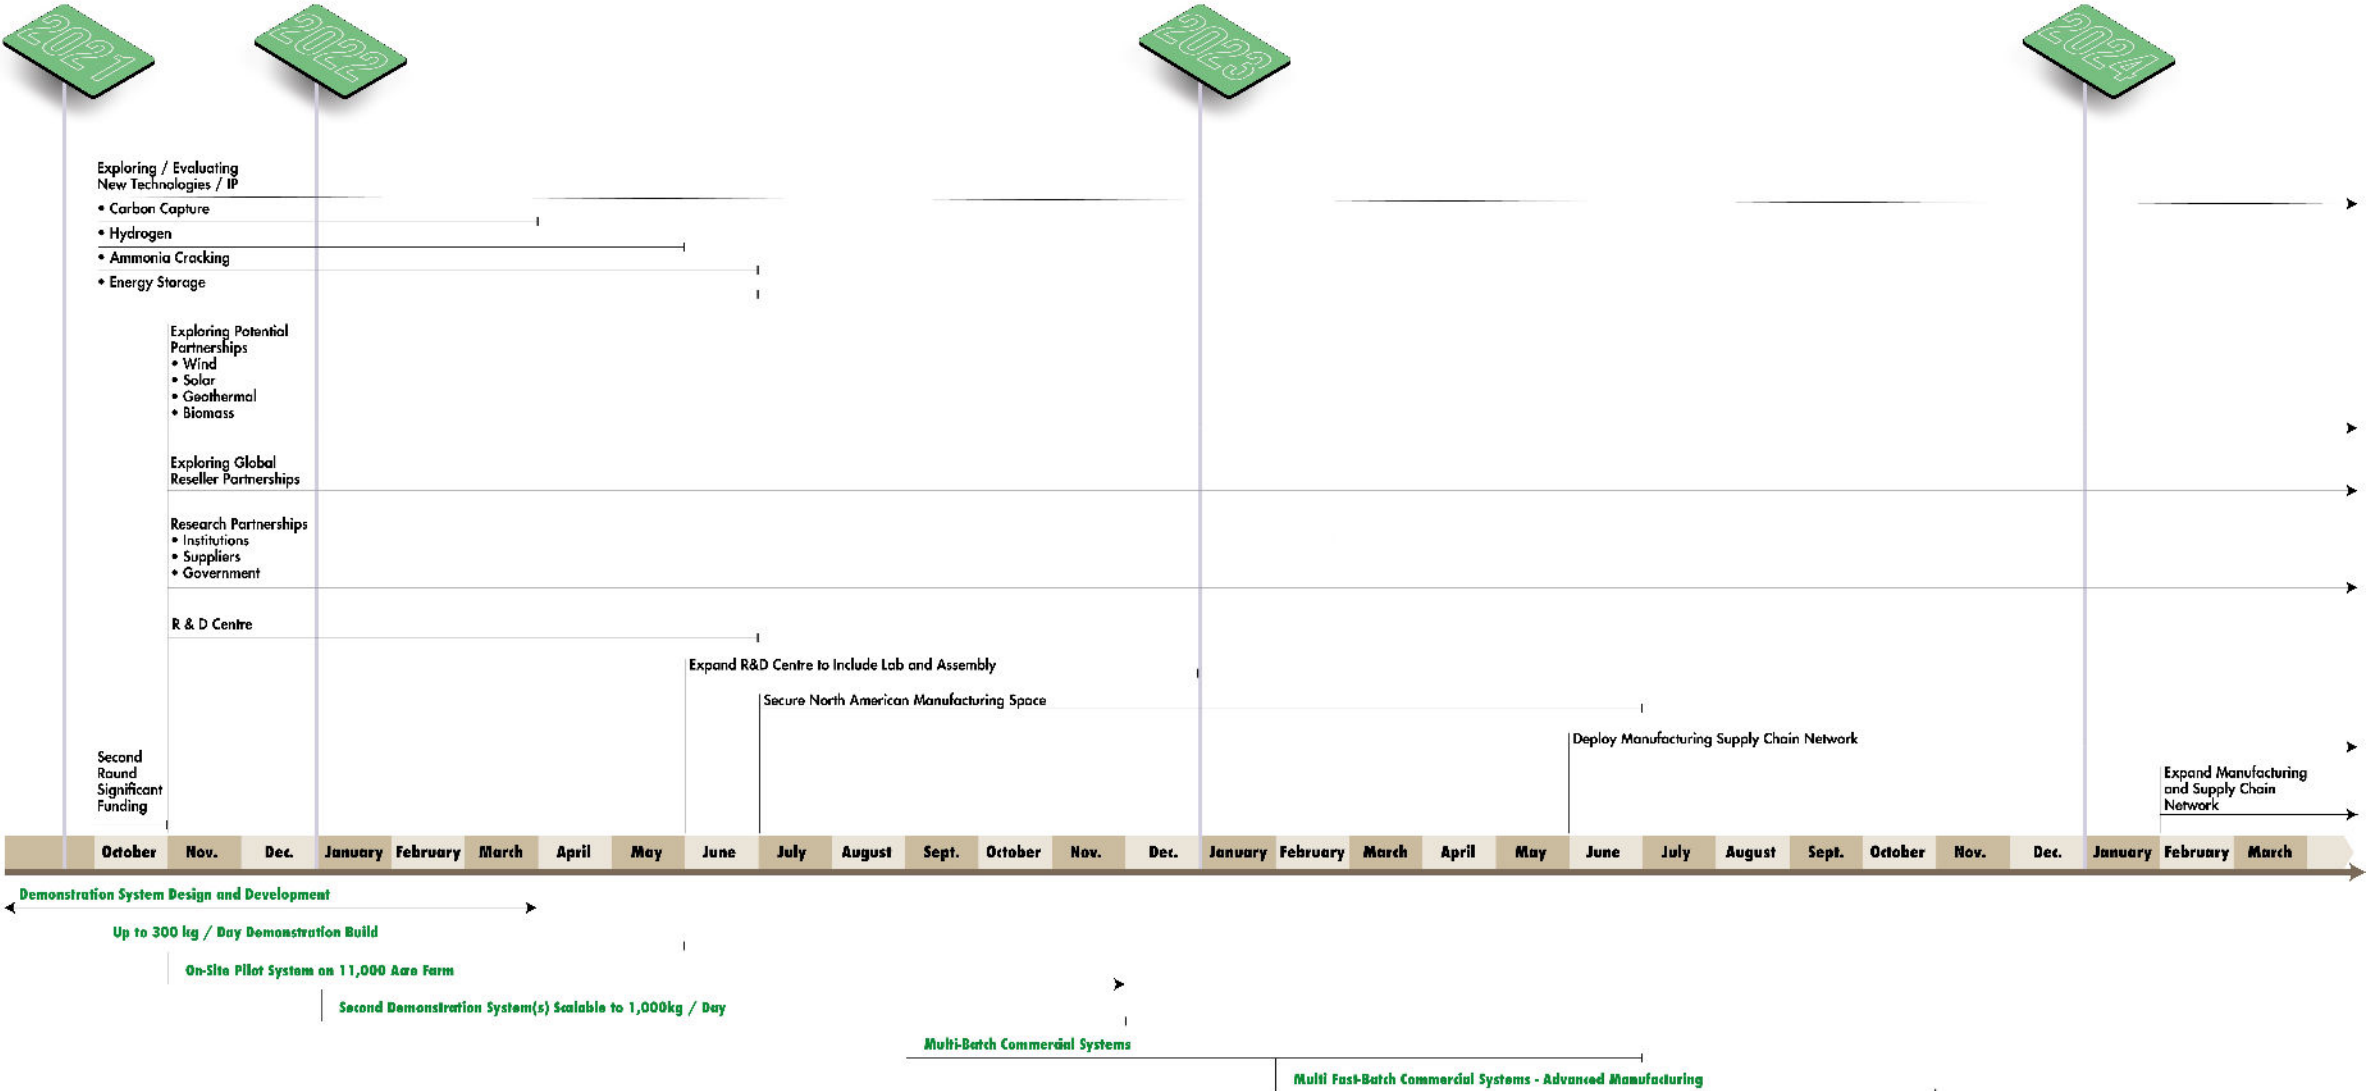 2021
2022
2023
2024
Exploring / Evaluating
New Technologies / IP
• Carbon Capture
• Hydrogen
• Ammonia Cracking
• Energy Storage
Exploring Potential
Partnerships
• Wind
• Solar
• Geothermal
• Biomass
Exploring Global
Reseller Partnerships
Research Partnerships
• Institutions
• Suppliers
• Government
R & D Centre
Expand R&D Centre to Include Lab and Assembly
Secure North American Manufacturing Space
Deploy Manufacturing Supply Chain Network
Second
Round
Significant
Funding
Expand Manufacturing
and Supply Chain
Network
October Nov. Dec. January February March April May June July August Sept. October Nov. Dec. January February March April May June July August Sept. October Nov. Dec. January February March
Demonstration System Design and Development
Up to 300 kg / Day Demonstration Build
On-Site Pilot System on 11,000 Acre Farm
Second Demonstration System(s) Scalable to 1,000kg / Day
Multi-Batch Commercial Systems
Multi Fast-Batch Commercial Systems - Advanced Manufacturing